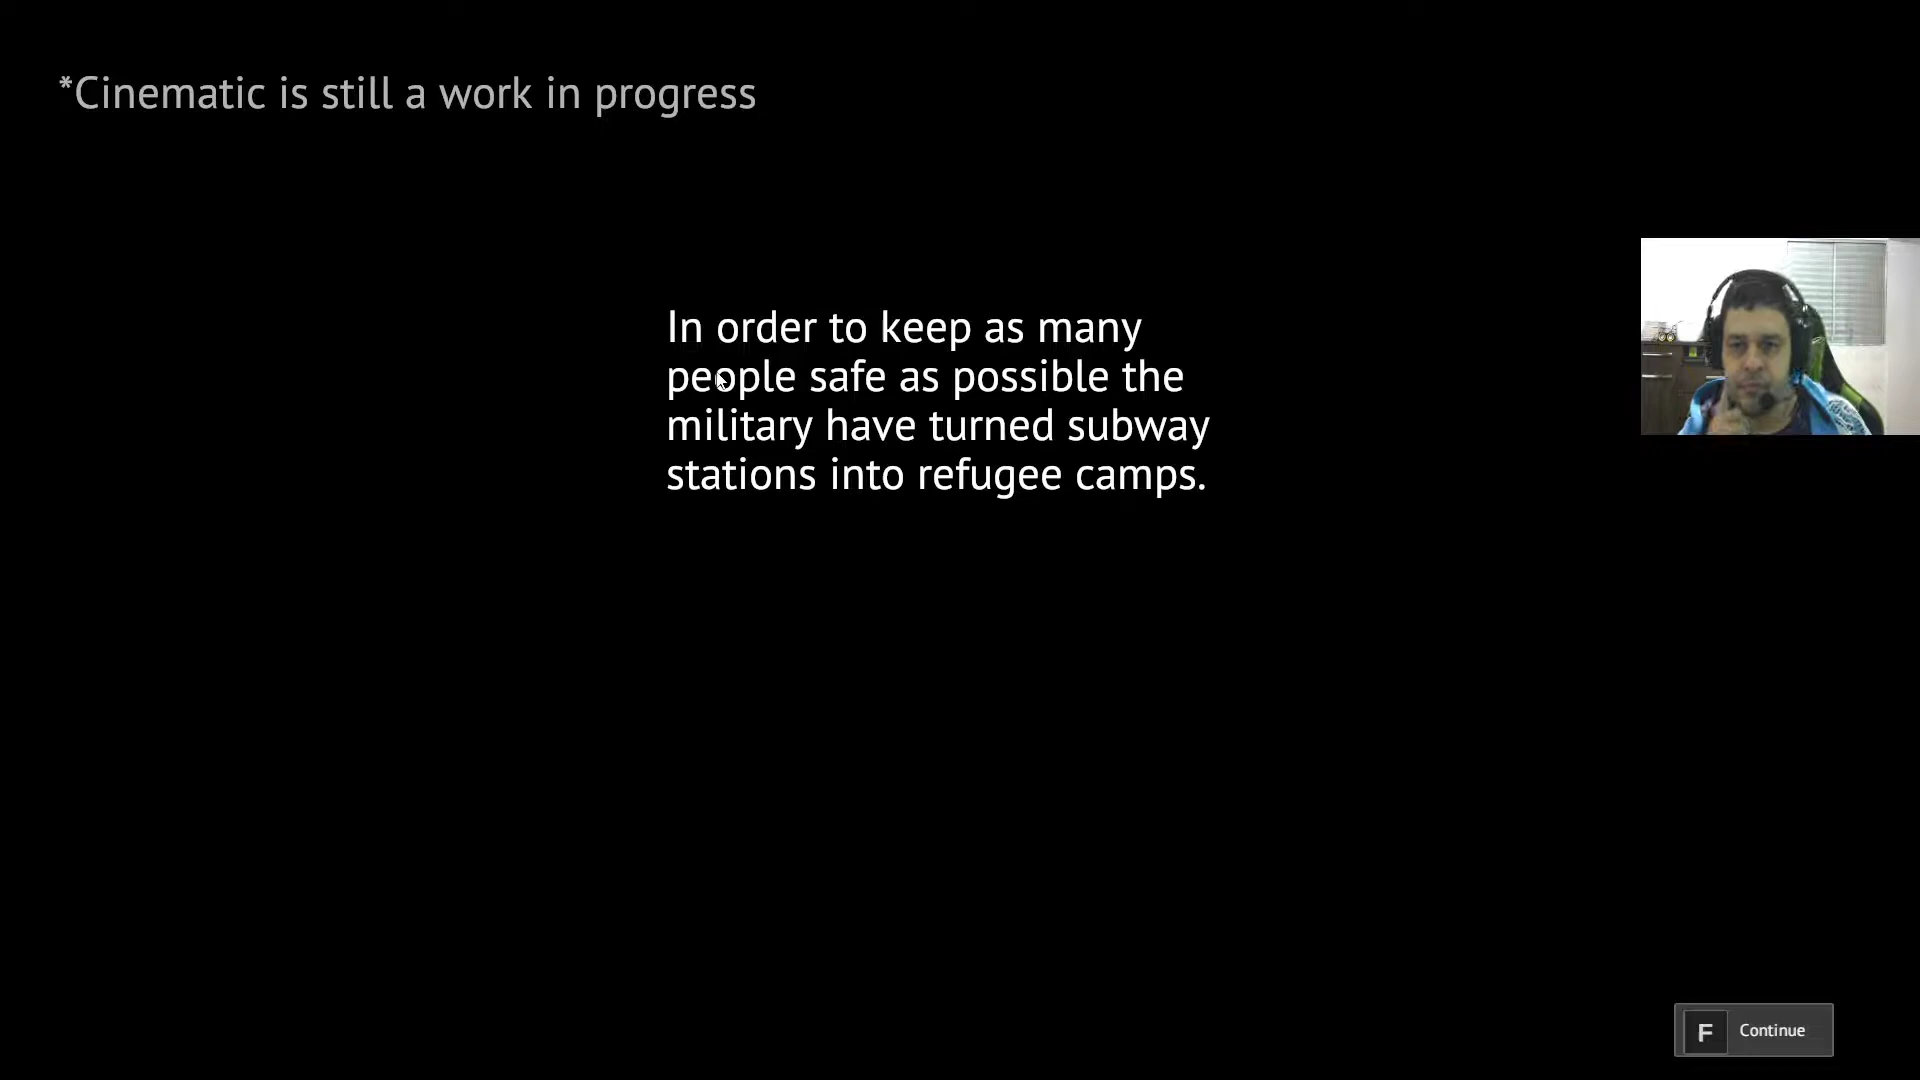 *Cinematic is still a work in progress
In order to keep as many
people safe as possible the
military have turned subway
stations into refugee camps.
F Continue